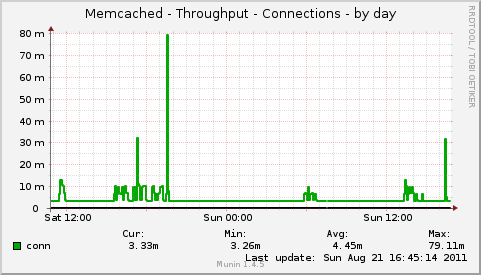 Memcached - Throughput - Connections - by day
RRDTOOL / TOBI OETIKER
80 m
70 m
60 m
50 m
40 m
30 m
20 m
10 m
0
Sat 12:00 Sun 00:00 Sun 12:00
Cur: Min: Avg: Max:
conn 3.33m 3.26m 4.45m 79.11m
Last update: Sun Aug 21 16:45:14 2011
Munin 1.4.5